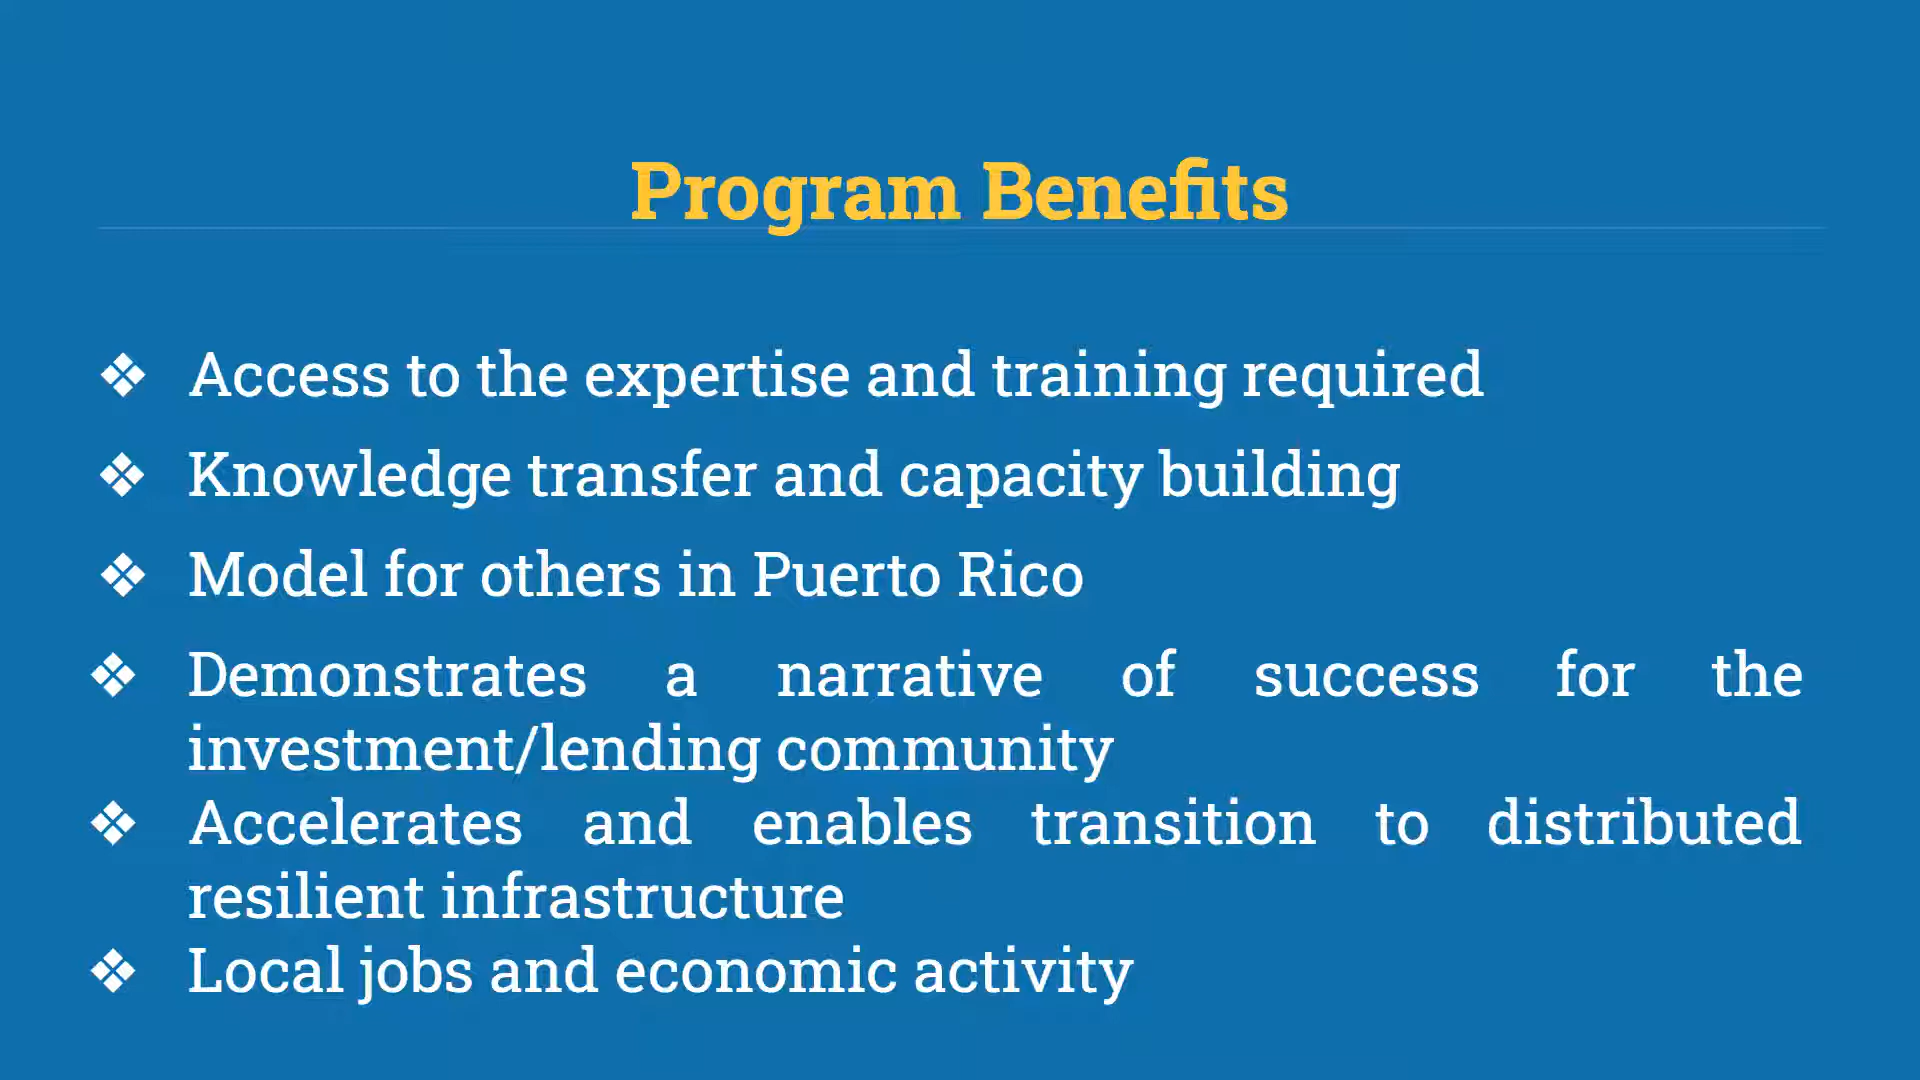 Program Benefits
❖ Access to the expertise and training required
❖ Knowledge transfer and capacity building
❖ Model for others in Puerto Rico
❖ Demonstrates a narrative of success for the
investment/lending community
❖ Accelerates and enables transition to distributed
resilient infrastructure
❖ Local jobs and economic activity